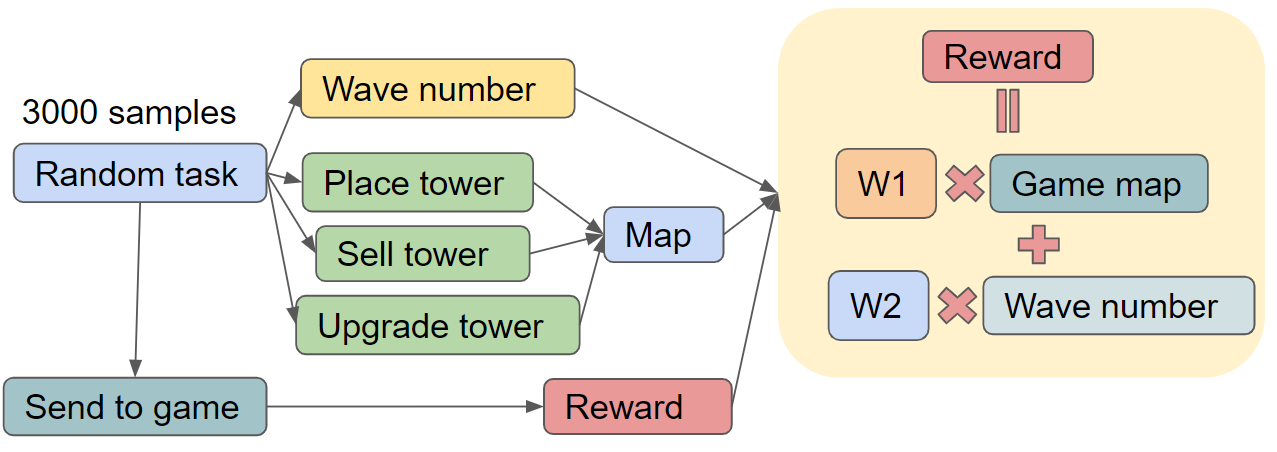 3000 samples
Random task
Wave number
Place tower
Sell tower
Upgrade tower
Map
Send to game
Reward
Reward
W1
Game map
W2
Wave number